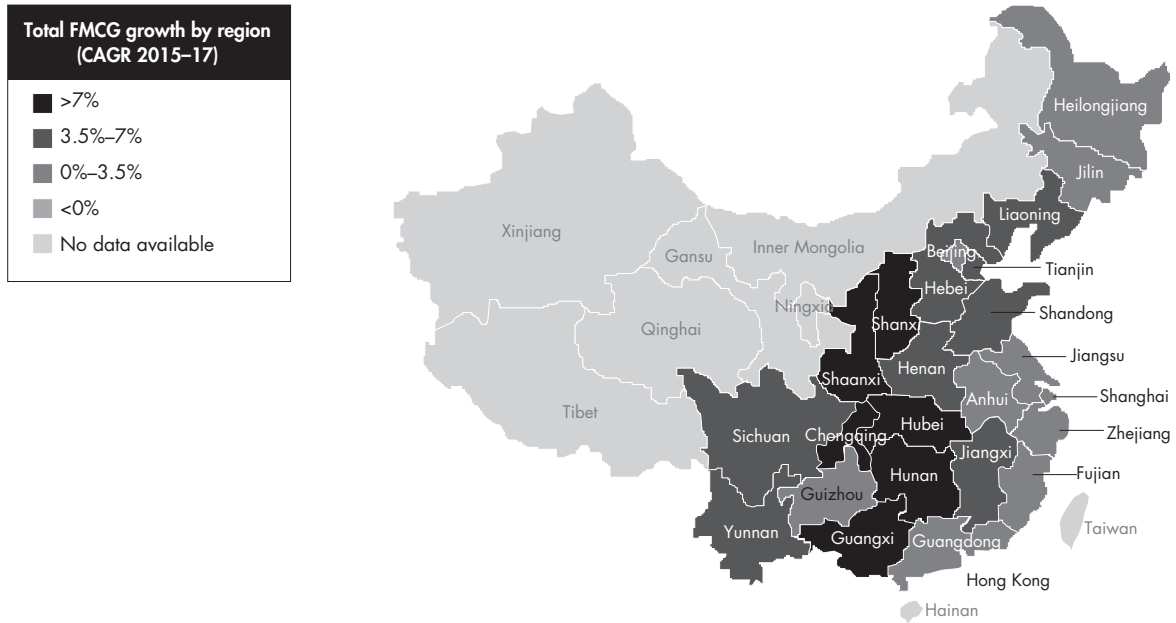 Total FMCG growth by region
(CAGR 2015–17)
>7%
3.5%–7%
0%–3.5%
<0%
No data available
Heilongjiang
Jilin
Liaoning
Xinjiang
Gansu
Inner Mongolia
Beijing
Tianjin
Hebei
Ningxia
Shandong
Qinghai
Shanxi
Jiangsu
Henan
Shaanxi
Anhui
Shanghai
Tibet
Hubei
Sichuan
Chongqing
Zhejiang
Jiangxi
Hunan
Fujian
Guizhou
Taiwan
Yunnan
Guangxi
Guangdong
Hong Kong
Hainan